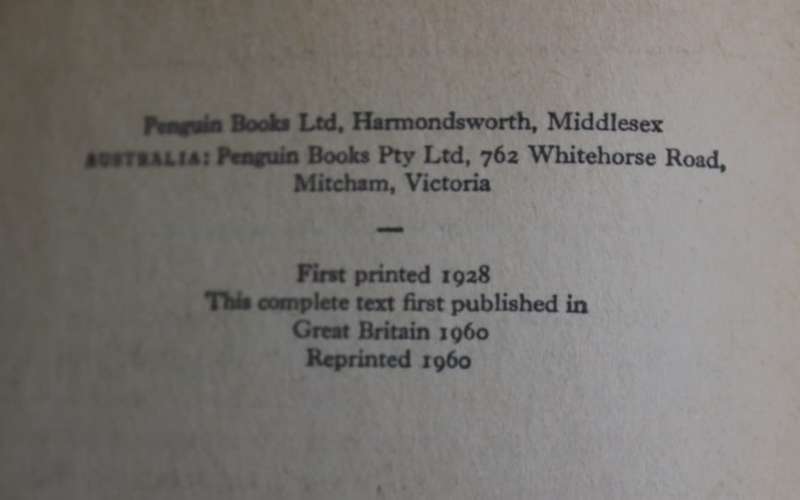 Penguin Books Ltd, Harmondsworth, Middlesex
AUSTRALIA: Penguin Books Pty Ltd, 762 Whitehorse Road,
Mitcham, Victoria
—
First printed 1928
This complete text first published in
Great Britain 1960
Reprinted 1960